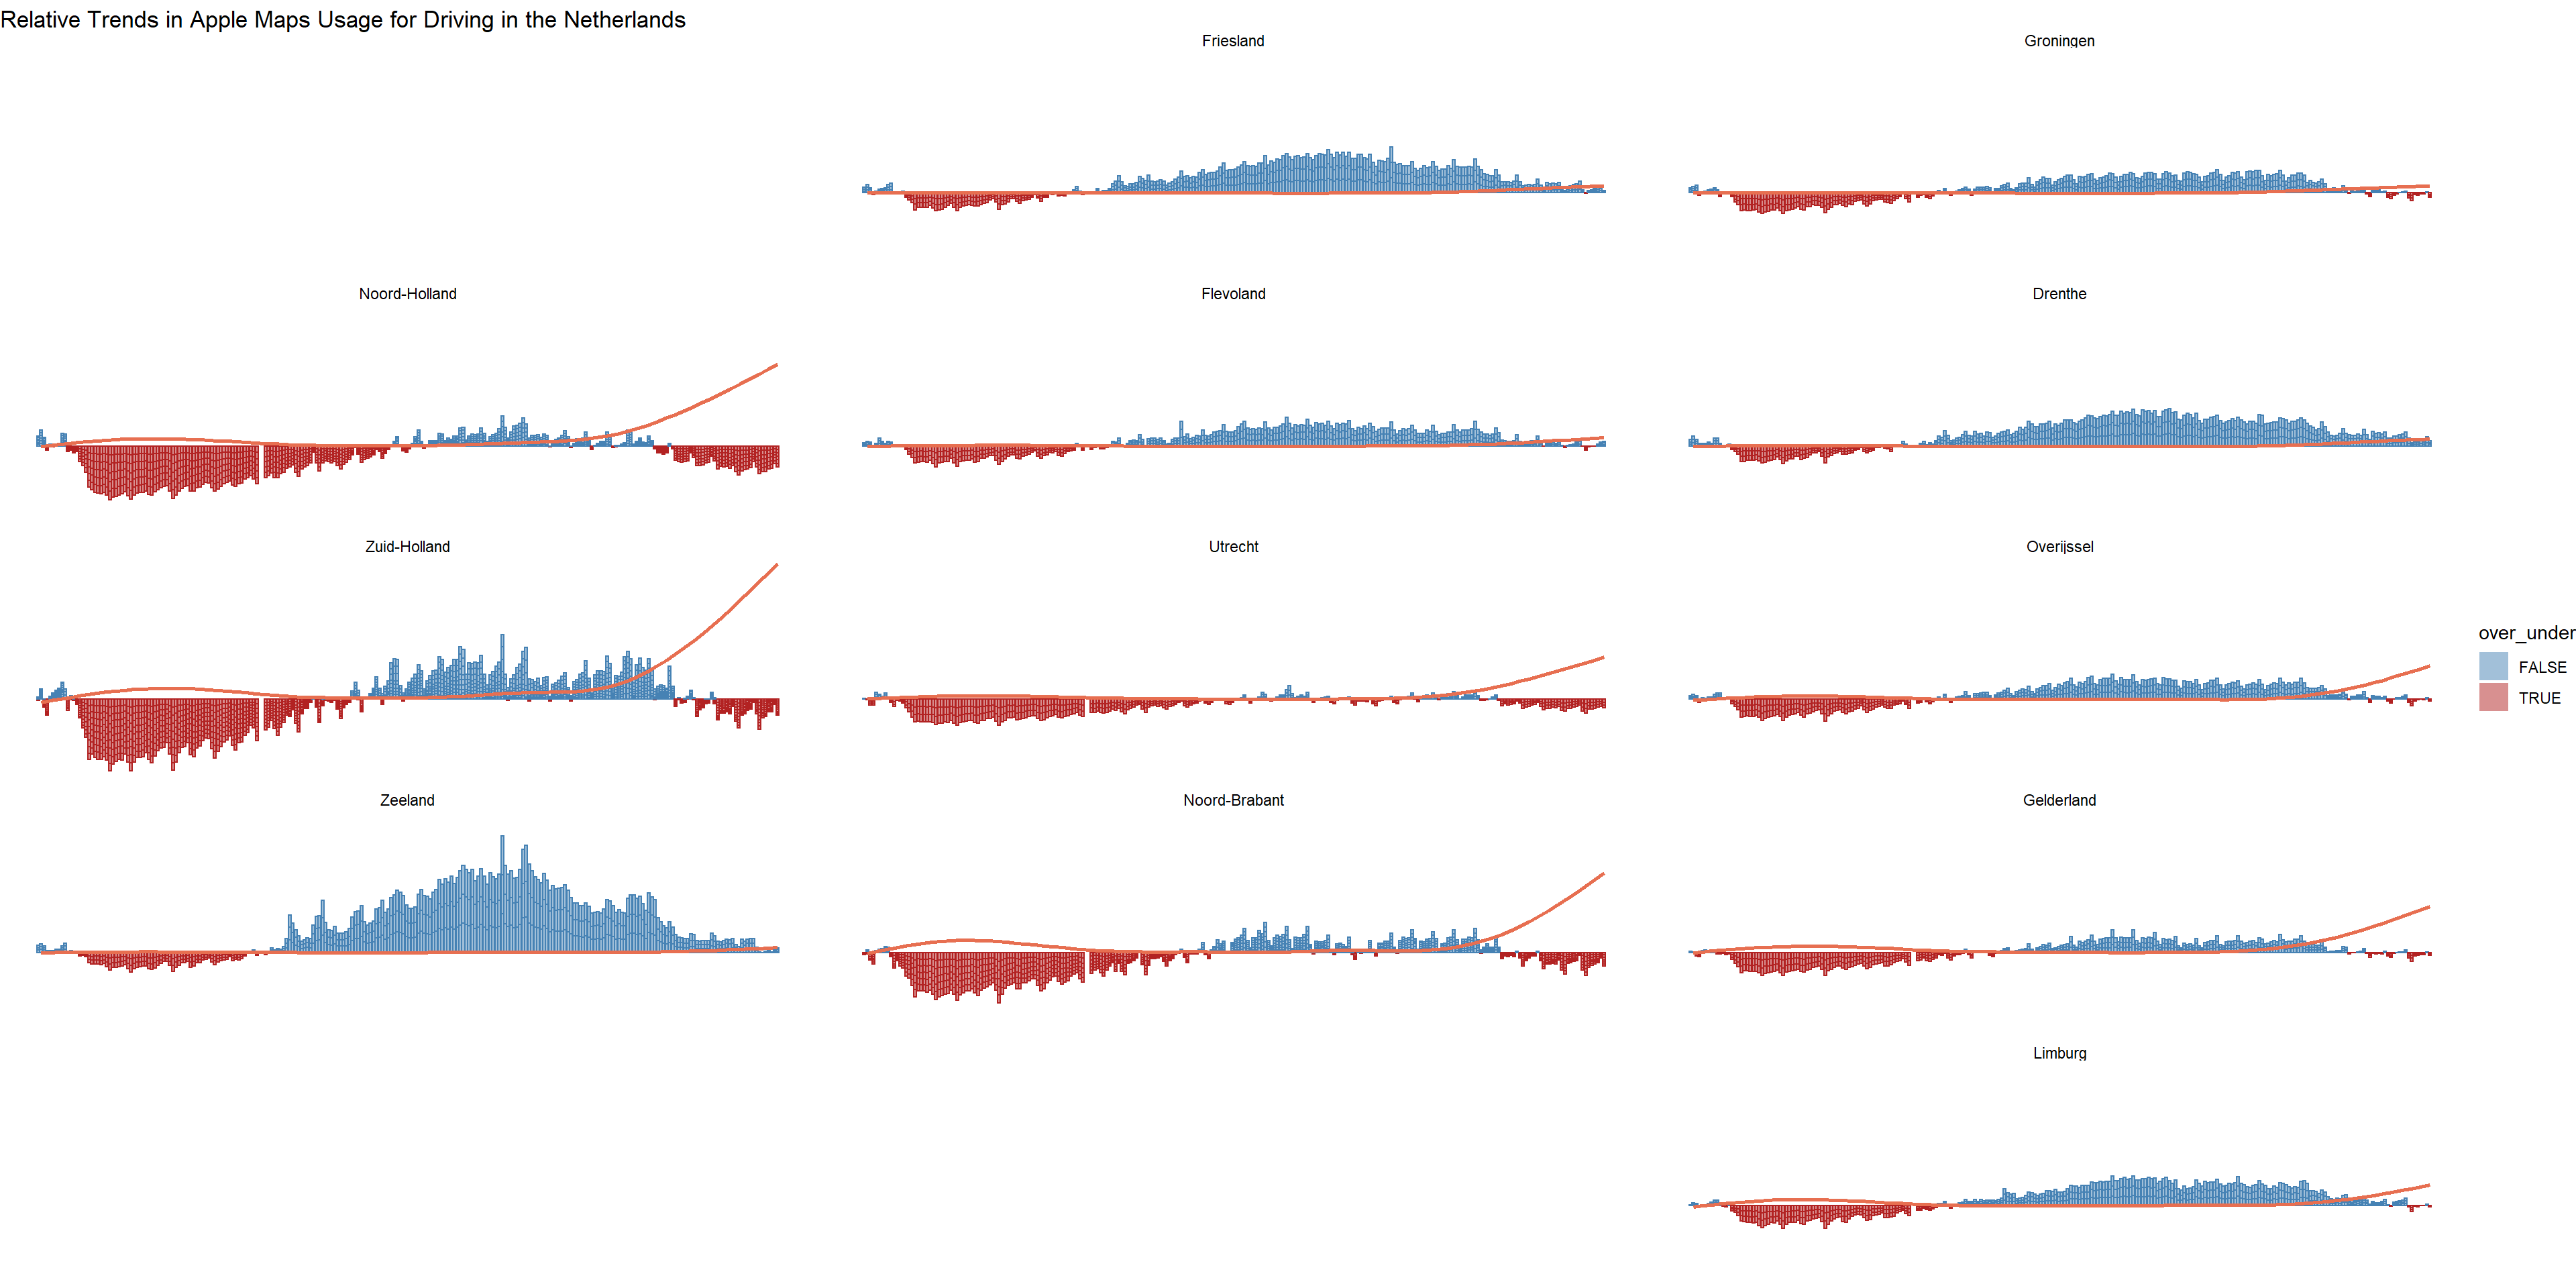 Relative Trends in Apple Maps Usage for Driving in the Netherlands
Friesland
Groningen
Noord-Holland
Flevoland
Drenthe
Zuid-Holland
Utrecht
Overijssel
over_under
FALSE
TRUE
Zeeland
Noord-Brabant
Gelderland
Limburg